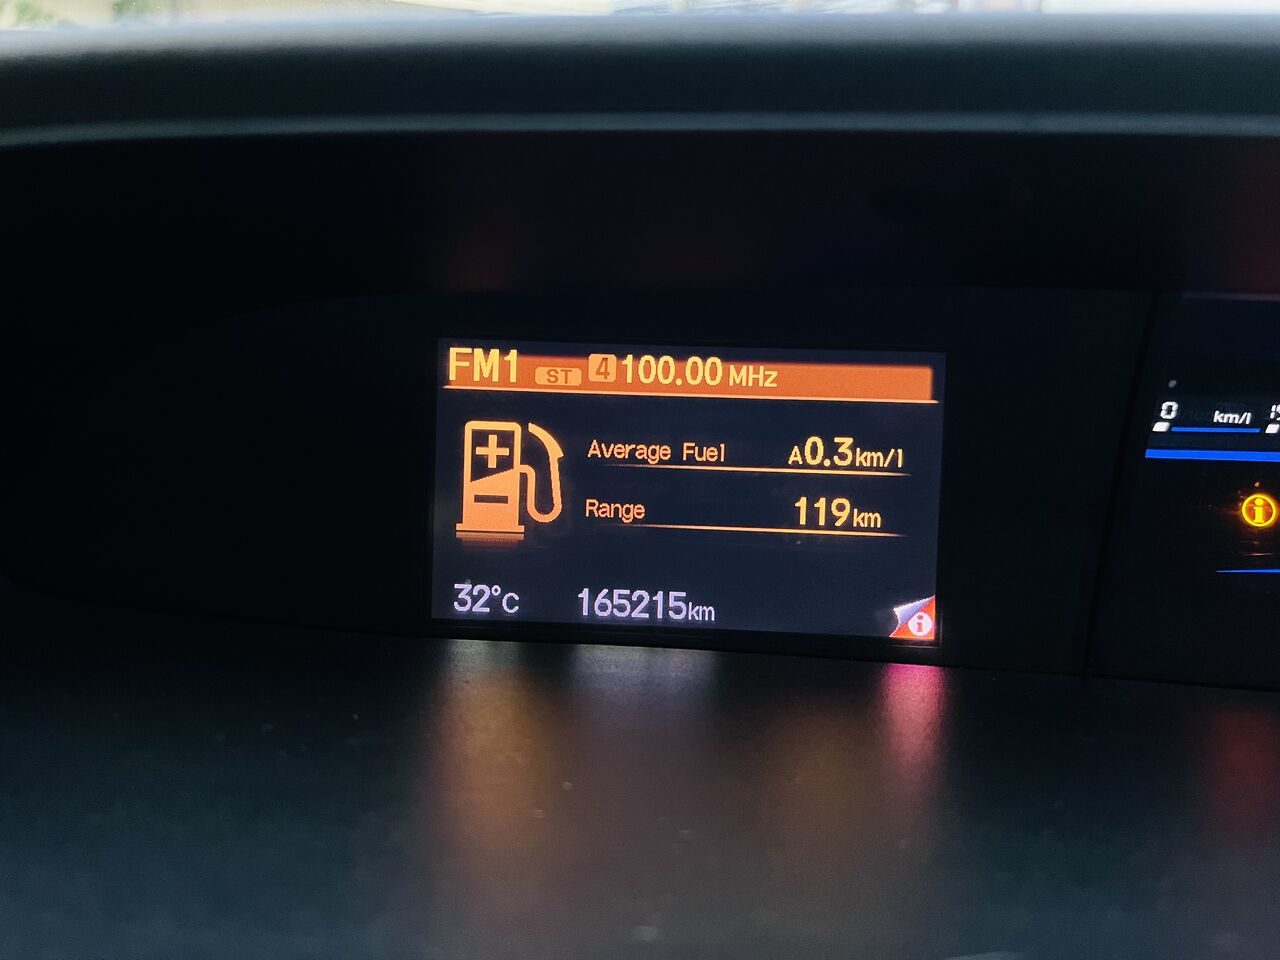 FM1 ST 4 100.00 MHz
Average Fuel A0.3km/l
Range 119km
32°C 165215km
0 km/l